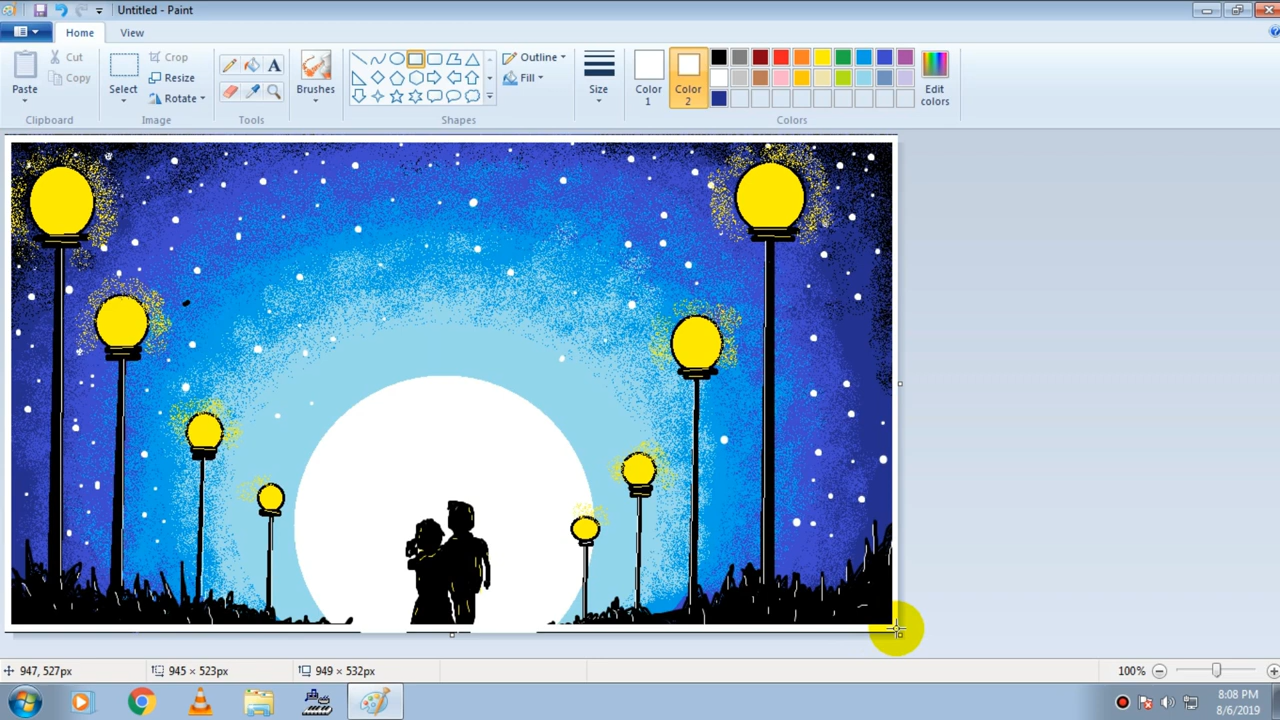 Untitled - Paint
Home
View
Paste
Cut
Copy
Clipboard
Select
Crop
Resize
Rotate
Image
Tools
Brushes
Shapes
Outline
Fill
Size
Color 1
Color 2
Edit colors
Colors
947, 527px
945 × 523px
949 × 532px
100%
8:08 PM
8/6/2019